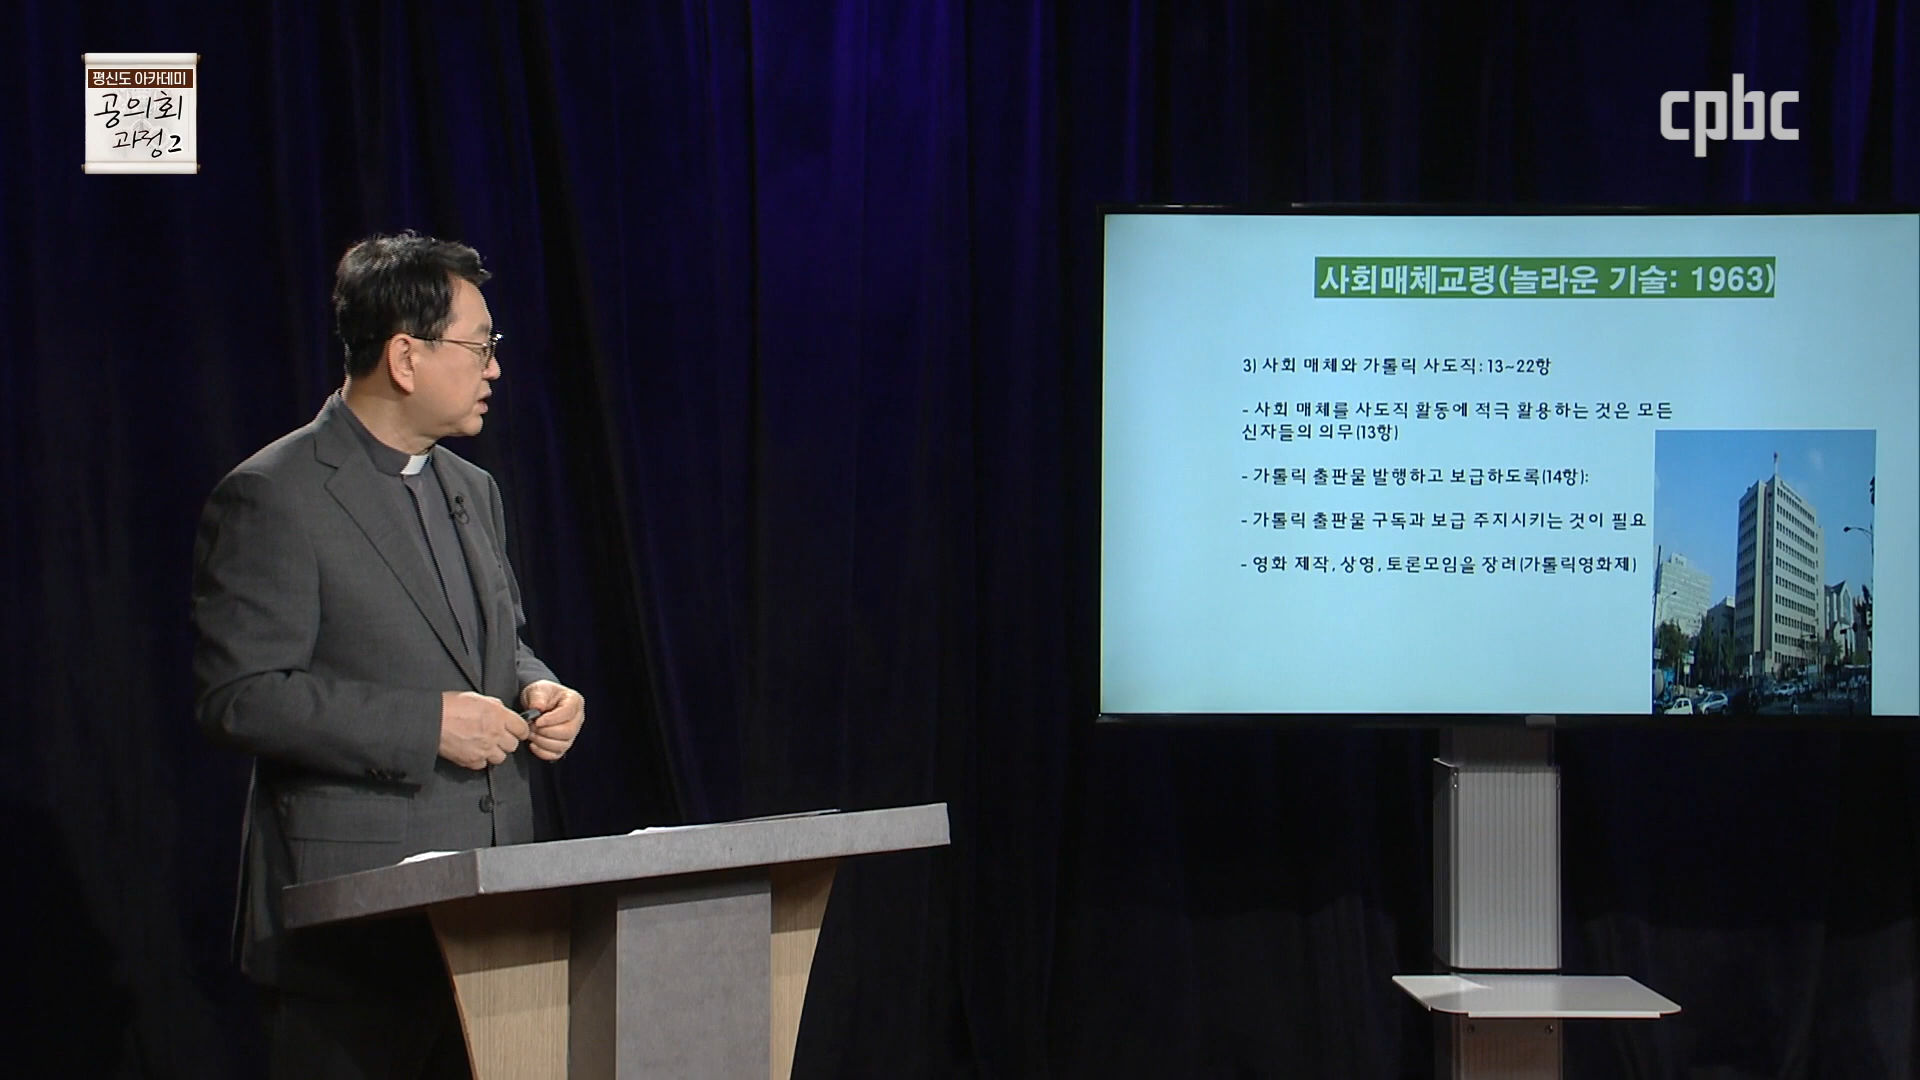 평신도 아카데미
공의회
과정2
cpbc
사회매체교령(놀라운 기술: 1963)
3) 사회 매체와 가톨릭 사도직: 13~22항
- 사회 매체를 사도직 활동에 적극 활용하는 것은 모든
신자들의 의무(13항)
- 가톨릭 출판물 발행하고 보급하도록(14항):
- 가톨릭 출판물 구독과 보급 주지시키는 것이 필요
- 영화 제작, 상영, 토론모임을 장려(가톨릭영화제)